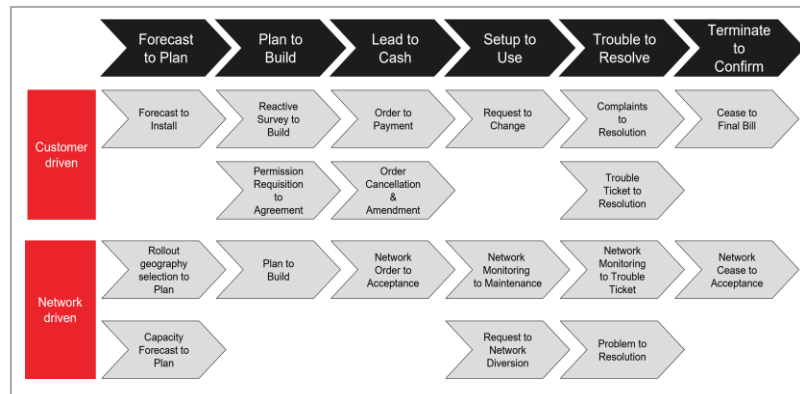 Forecast
to Plan
Plan to
Build
Lead to
Cash
Setup to
Use
Trouble to
Resolve
Terminate
to
Confirm
Customer
driven
Forecast to
Install
Reactive
Survey to
Build
Order to
Payment
Request to
Change
Complaints
to
Resolution
Cease to
Final Bill
Permission
Requisition
to
Agreement
Order
Cancellation
&
Amendment
Trouble
Ticket to
Resolution
Network
driven
Rollout
geography
selection to
Plan
Plan to
Build
Network
Order to
Acceptance
Network
Monitoring
to Maintenance
Network
Monitoring
to Trouble
Ticket
Network
Cease to
Acceptance
Capacity
Forecast to
Plan
Request to
Network
Diversion
Problem to
Resolution